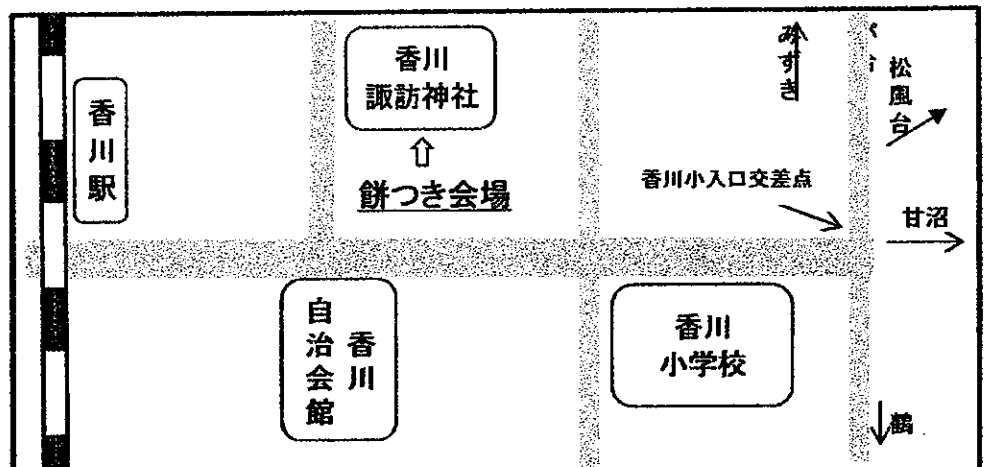 香川
諏訪神社
餅つき会場
香川駅
みずき
松風台
香川小入口交差点
甘沼
香川
自治会館
香川
小学校
鶴